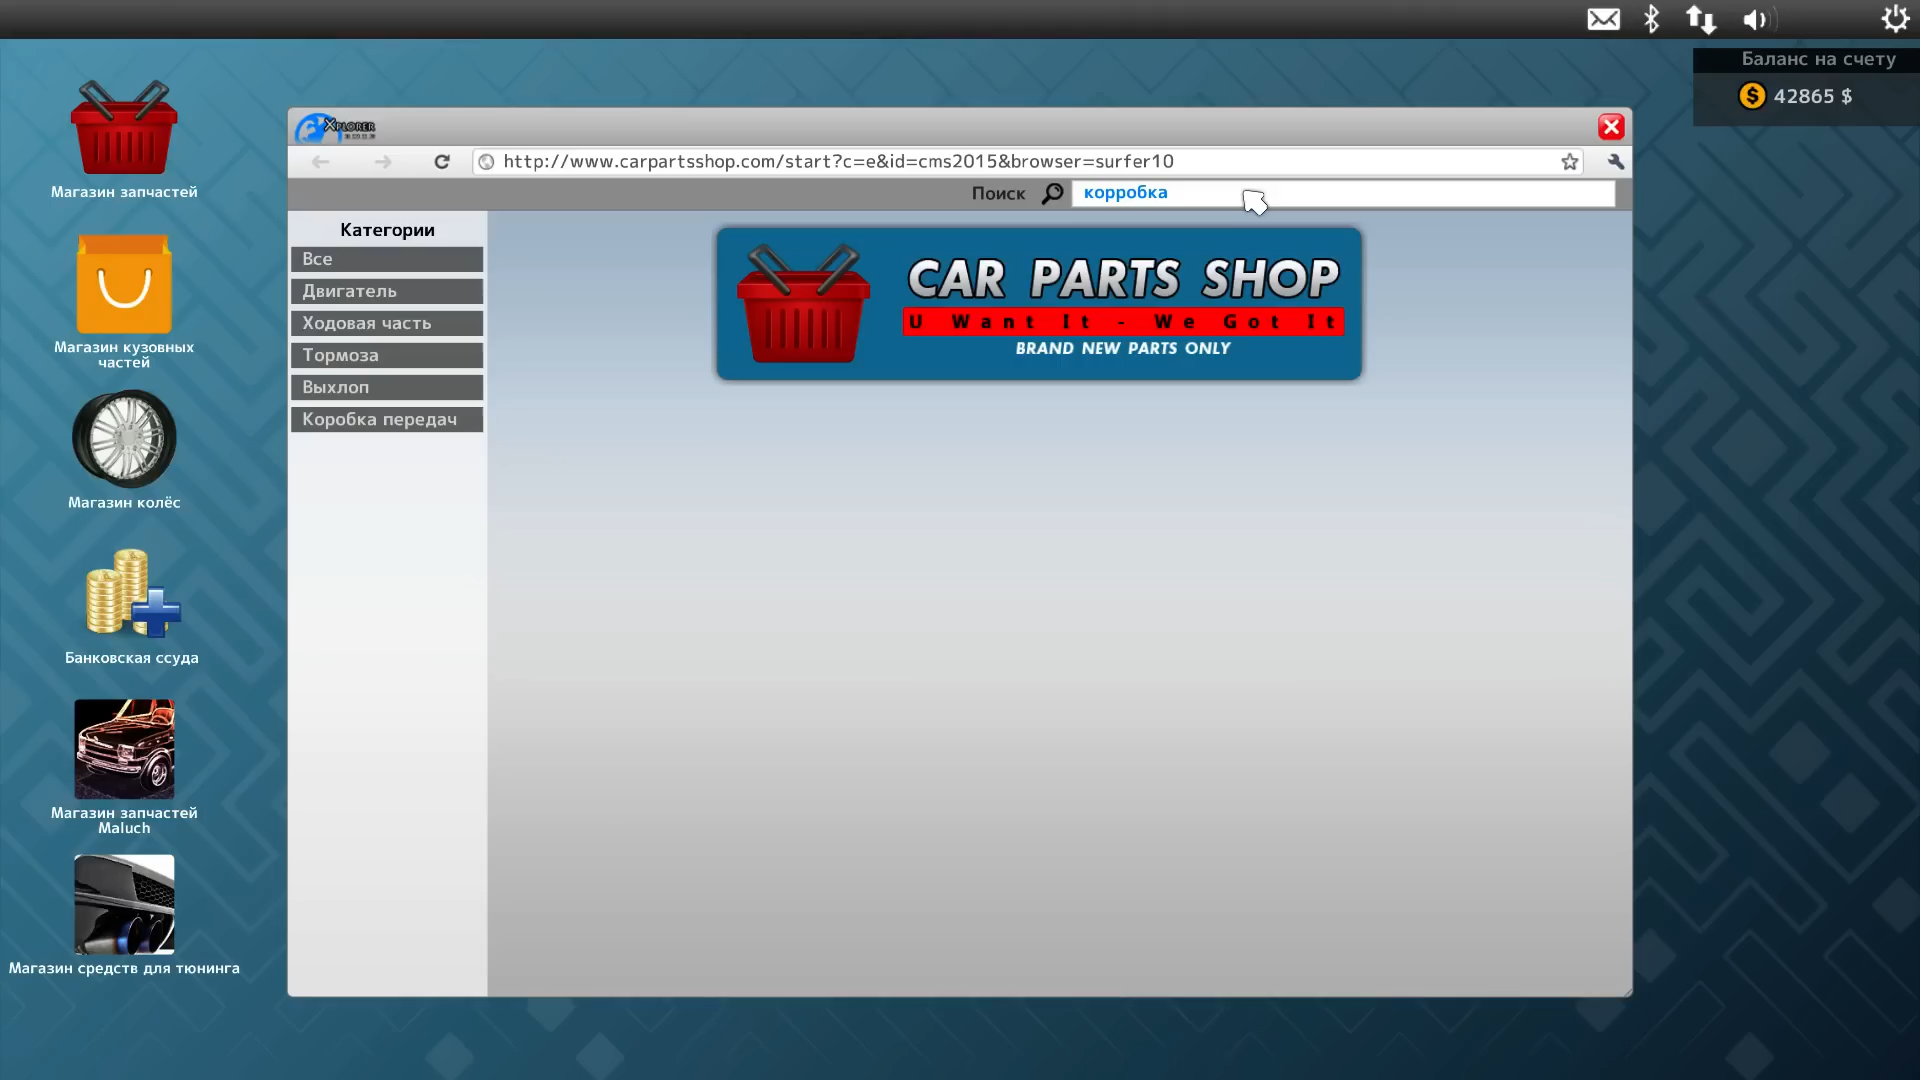 Баланс на счету
42865 $
Магазин запчастей
Магазин кузовных
частей
Магазин колёс
Банковская ссуда
Магазин запчастей
Maluch
Магазин средств для тюнинга
XPLORER
http://www.carpartsshop.com/start?c=e&id=cms2015&browser=surfer10
Поиск
корробка
Категории
Все
Двигатель
Ходовая часть
Тормоза
Выхлоп
Коробка передач
CAR PARTS SHOP
U Want It - We Got It
BRAND NEW PARTS ONLY